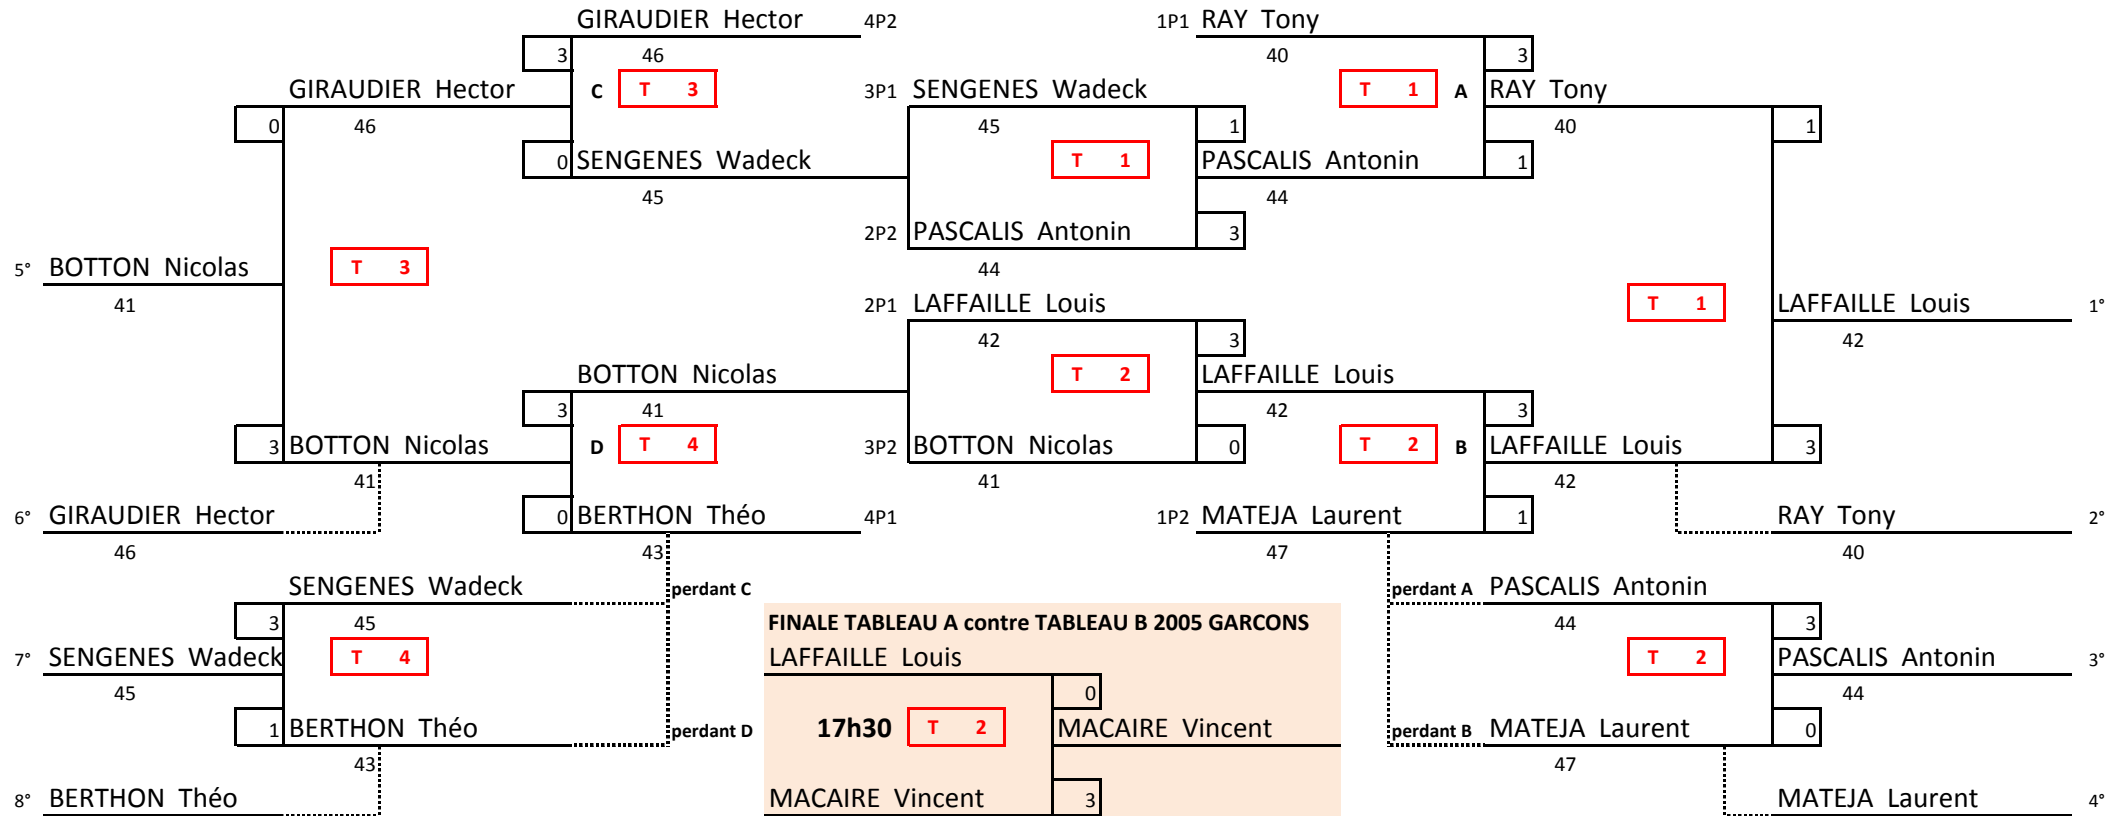 GIRAUDIER Hector 4P2 1P1 RAY Tony
3 46 40 3
GIRAUDIER Hector C T 3 3P1 SENGENES Wadeck T 1 A RAY Tony
0 46 45 1 40 1
0 SENGENES Wadeck T 1 PASCALIS Antonin 1
45 44
2P2 PASCALIS Antonin 3
5° BOTTON Nicolas T 3 44
41 2P1 LAFFAILLE Louis T 1 LAFFAILLE Louis 1°
42 3 42
BOTTON Nicolas T 2 LAFFAILLE Louis
3 41 42 3
3 BOTTON Nicolas D T 4 3P2 BOTTON Nicolas 0 T 2 B LAFFAILLE Louis 3
41 41 42
6° GIRAUDIER Hector 0 BERTHON Théo 4P1 1P2 MATEJA Laurent 1 RAY Tony 2°
46 43 47 40
SENGENES Wadeck perdant C perdant A PASCALIS Antonin
3 45 FINALE TABLEAU A contre TABLEAU B 2005 GARCONS 44 3
7° SENGENES Wadeck T 4 LAFFAILLE Louis T 2 PASCALIS Antonin 3°
45 0 44
1 BERTHON Théo perdant D 17h30 T 2 MACAIRE Vincent perdant B MATEJA Laurent 0
43 47
8° BERTHON Théo MACAIRE Vincent 3 MATEJA Laurent 4°